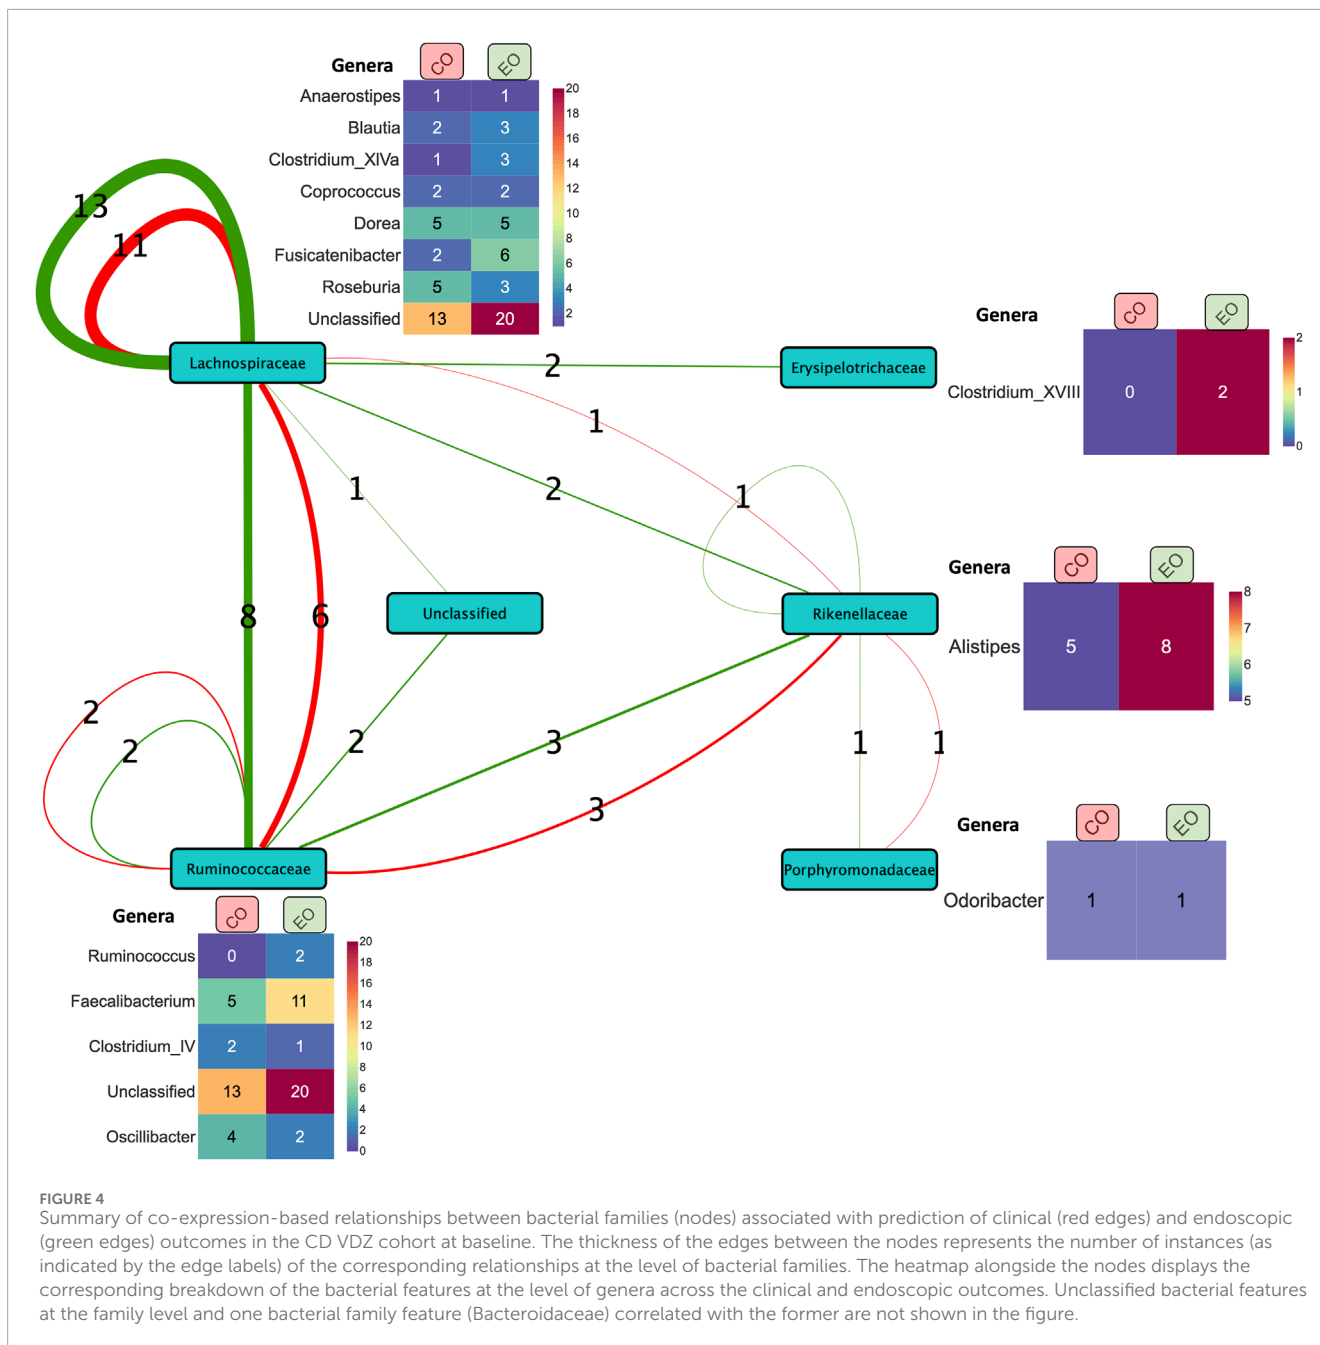 Genera CO EO
Anaerostipes 1 1
Blautia 2 3
Clostridium_XIVa 1 3
Coprococcus 2 2
Dorea 5 5
Fusicatenibacter 2 6
Roseburia 5 3
Unclassified 13 20
20
18
16
14
12
10
8
6
4
2
13
11
Lachnospiraceae
2
Erysipelotrichaceae
Genera CO EO
Clostridium_XVIII 0 2
2
1
0
1
1
2
1
8
6
Unclassified
Rikenellaceae
Genera CO EO
Alistipes 5 8
8
7
6
5
2
2
2
3
3
1
1
Ruminococcaceae
Porphyromonadaceae
Genera CO EO
Odoribacter 1 1
Genera CO EO
Ruminococcus 0 2
Faecalibacterium 5 11
Clostridium_IV 2 1
Unclassified 13 20
Oscillibacter 4 2
20
18
16
14
12
10
8
6
4
2
0
FIGURE 4
Summary of co-expression-based relationships between bacterial families (nodes) associated with prediction of clinical (red edges) and endoscopic
(green edges) outcomes in the CD VDZ cohort at baseline. The thickness of the edges between the nodes represents the number of instances (as
indicated by the edge labels) of the corresponding relationships at the level of bacterial families. The heatmap alongside the nodes displays the
corresponding breakdown of the bacterial features at the level of genera across the clinical and endoscopic outcomes. Unclassified bacterial features
at the family level and one bacterial family feature (Bacteroidaceae) correlated with the former are not shown in the figure.